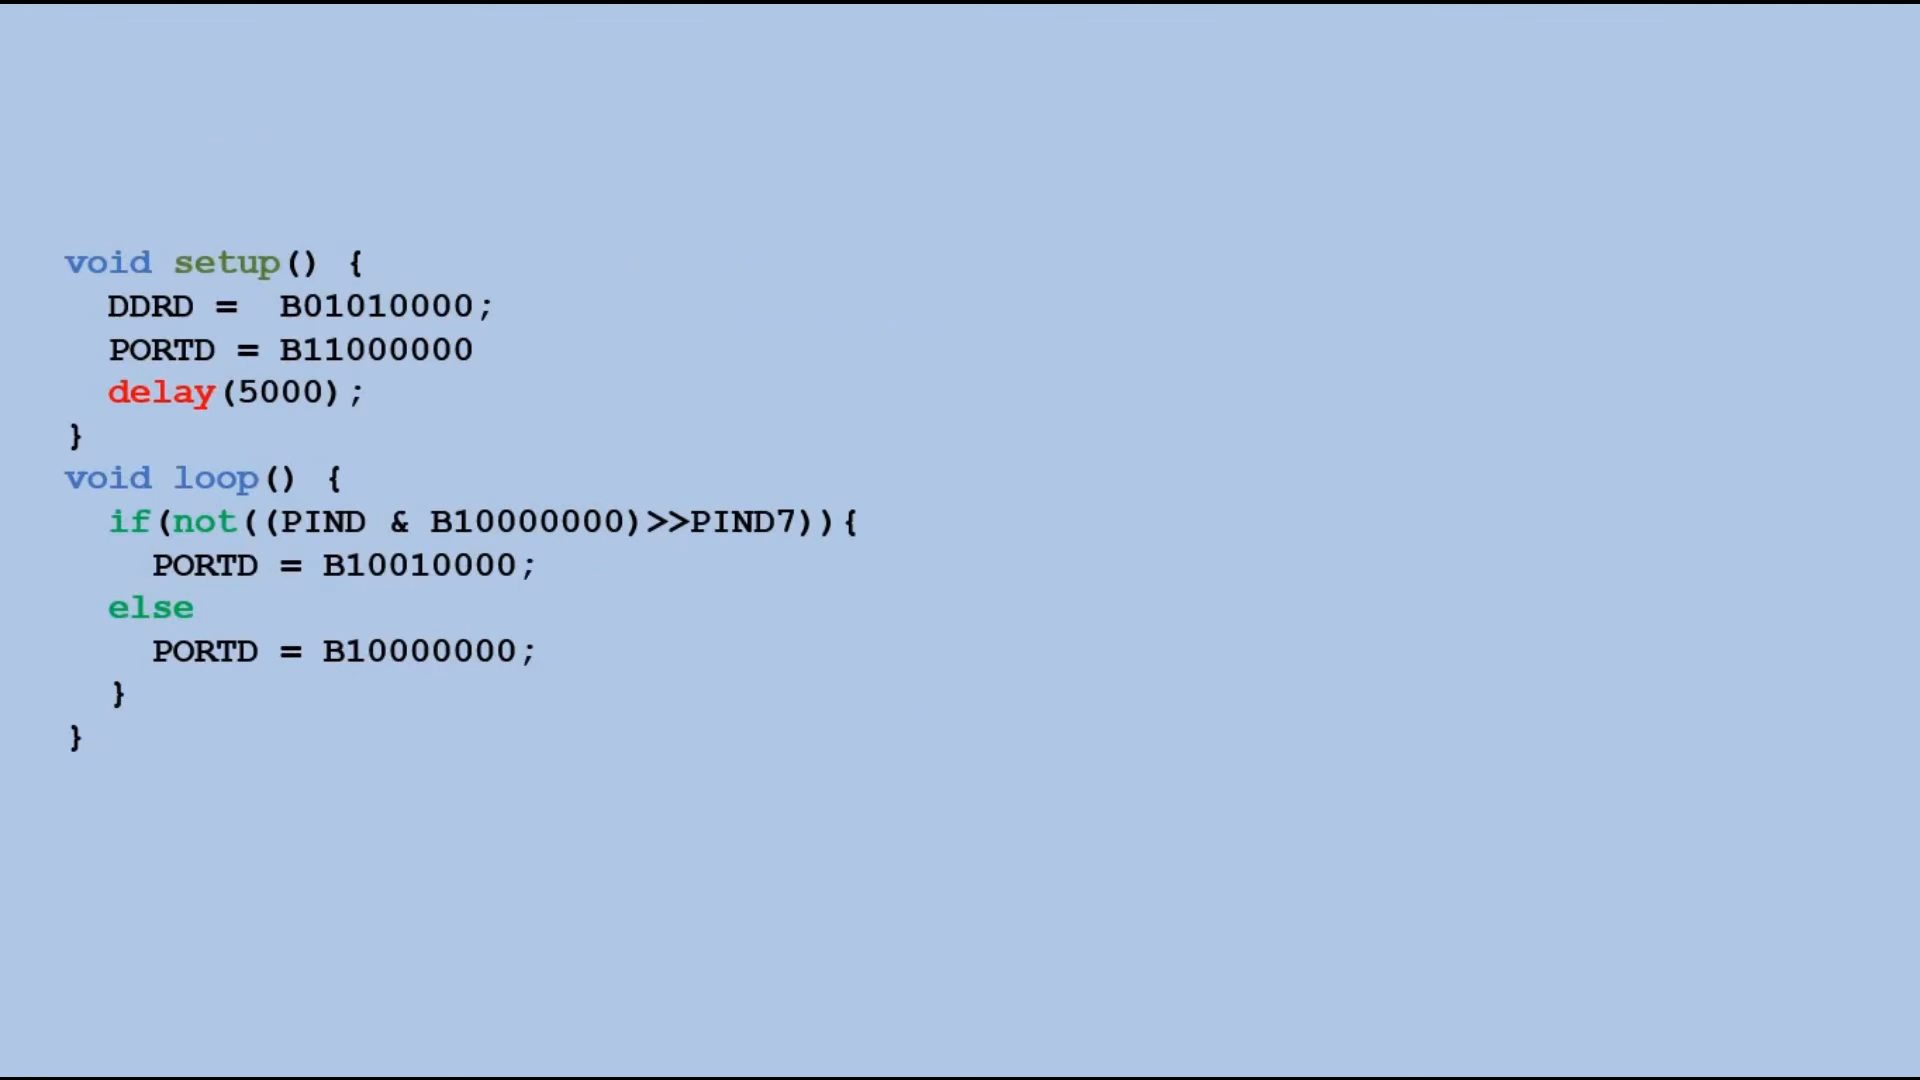 void setup() {
DDRD =  B01010000;
PORTD = B11000000
delay(5000);
}
void loop() {
if(not((PIND & B10000000)>>PIND7)){
PORTD = B10010000;
else
PORTD = B10000000;
}
}